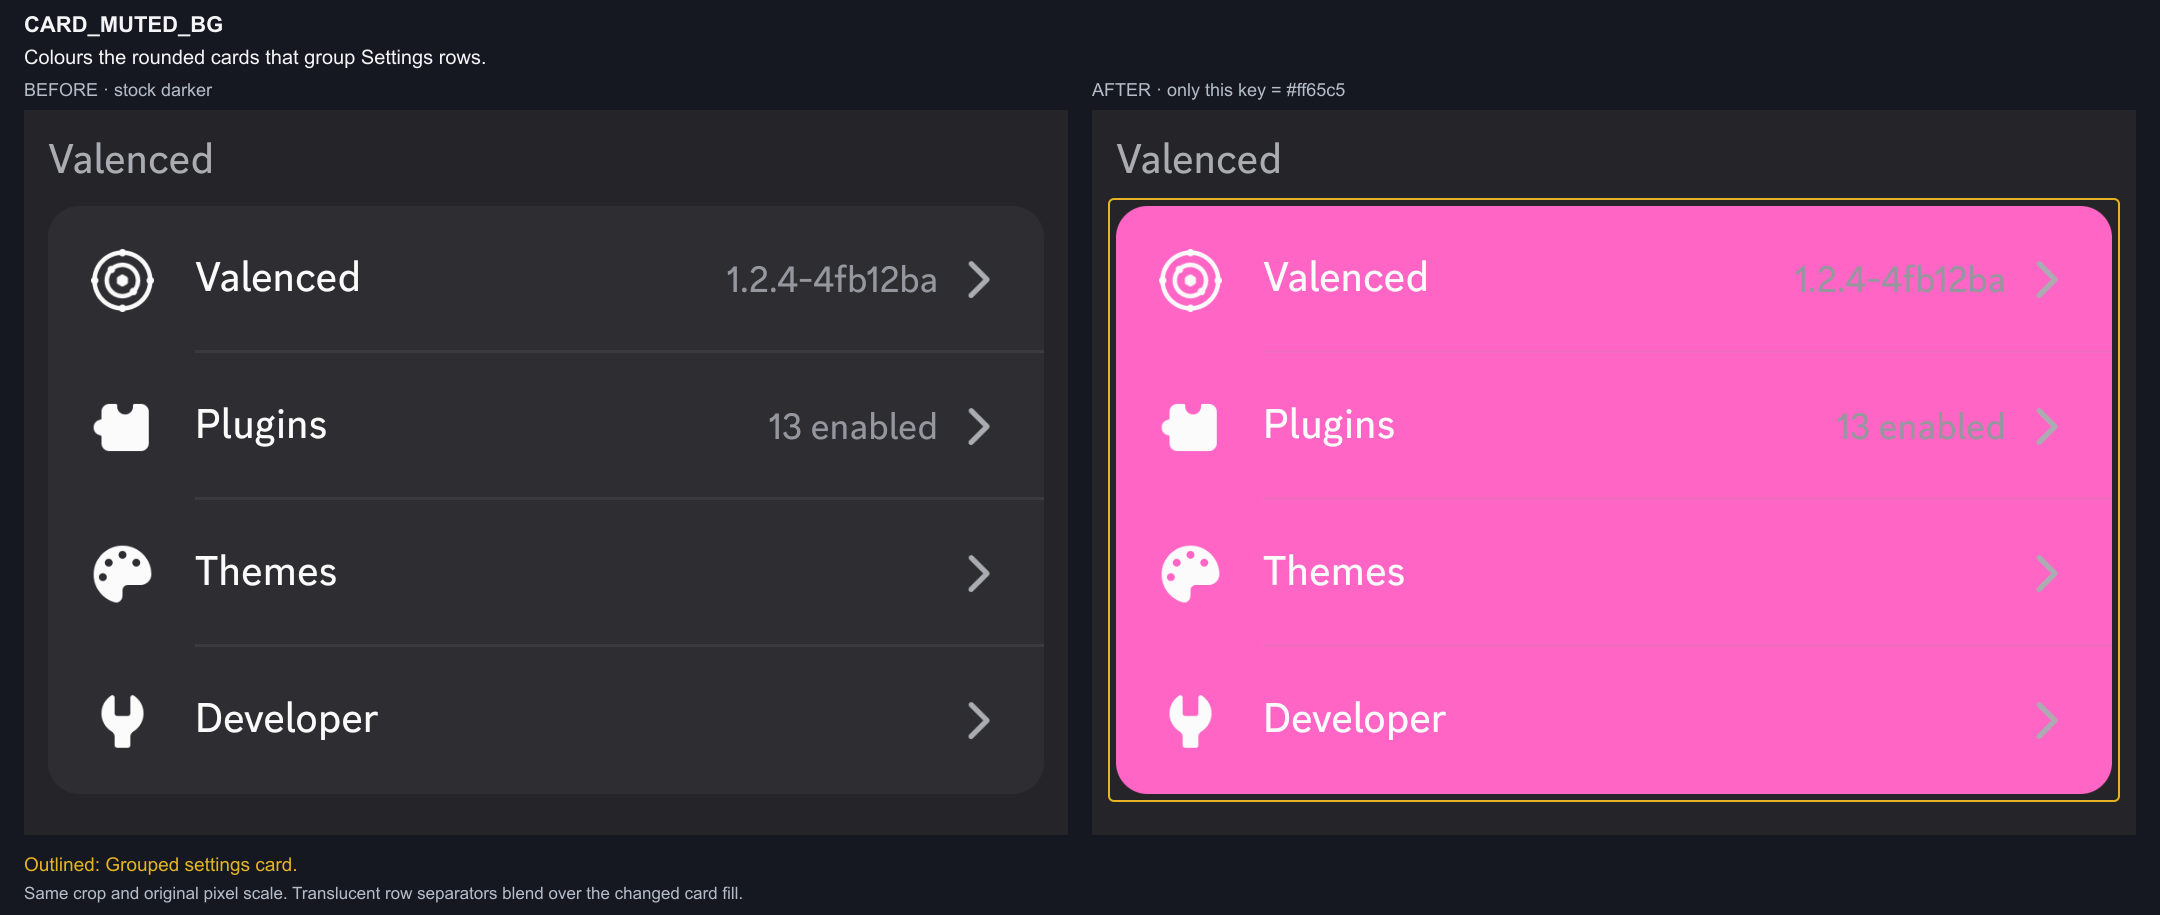 CARD_MUTED_BG
Colours the rounded cards that group Settings rows.
BEFORE · stock darker
Valenced
Valenced 1.2.4-4fb12ba
Plugins 13 enabled
Themes
Developer
AFTER · only this key = #ff65c5
Valenced
Valenced 1.2.4-4fb12ba
Plugins 13 enabled
Themes
Developer
Outlined: Grouped settings card.
Same crop and original pixel scale. Translucent row separators blend over the changed card fill.